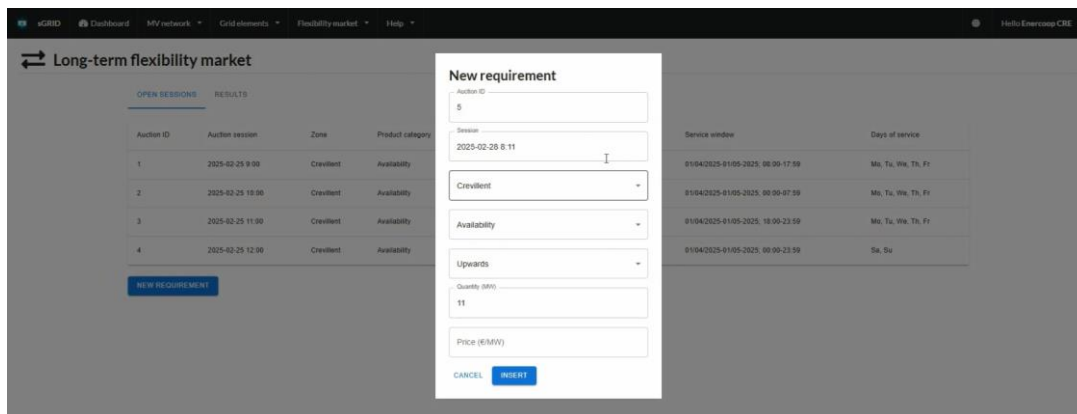 sGRID Dashboard MV network Grid elements Flexibility market Help Hello Enercoop CRE
Long-term flexibility market
OPEN SESSIONS RESULTS
Auction ID Auction session Zone Product category Service window Days of service
1 2025-02-25 9:00 Crevillent Availability 01/04/2025-01/05-2025; 08:00-17:59 Mo, Tu, We, Th, Fr
2 2025-02-25 10:00 Crevillent Availability 01/04/2025-01/05-2025; 00:00-07:59 Mo, Tu, We, Th, Fr
3 2025-02-25 11:00 Crevillent Availability 01/04/2025-01/05-2025; 18:00-23:59 Mo, Tu, We, Th, Fr
4 2025-02-25 12:00 Crevillent Availability 01/04/2025-01/05-2025; 00:00-23:59 Sa, Su
NEW REQUIREMENT
New requirement
Auction ID
5
Session
2025-02-28 8:11
Crevillent
Availability
Upwards
Quantity (MW)
11
Price (€/MW)
CANCEL INSERT